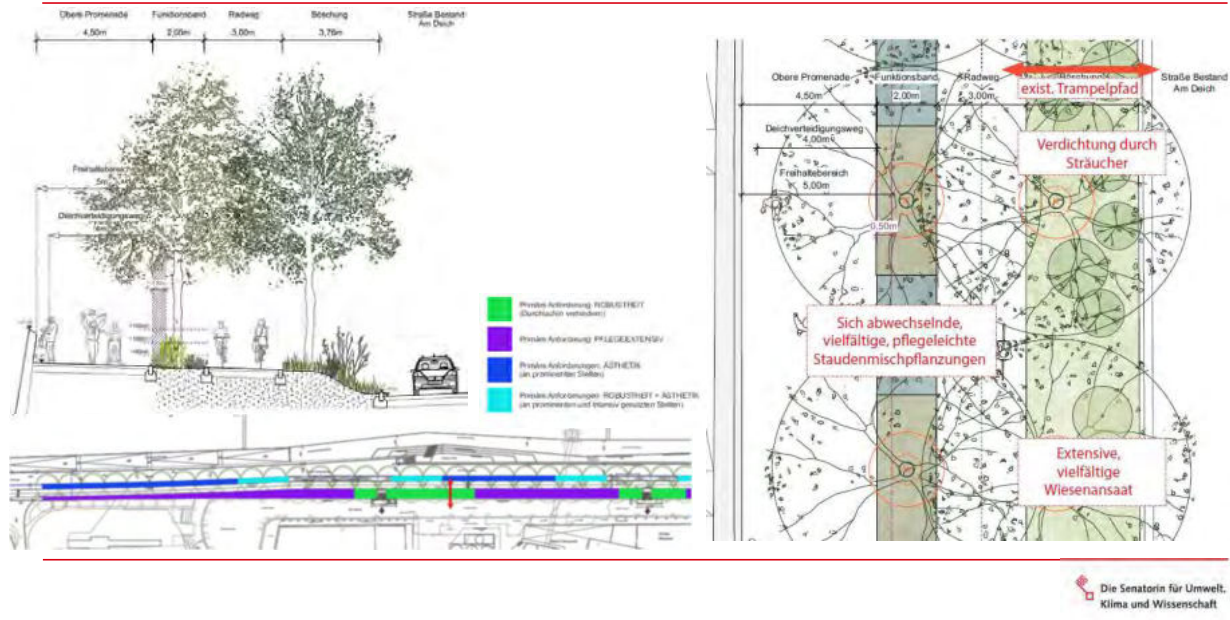 Obere Promenade Funktionsband Radweg Böschung Straße Bestand
Am Deich
4,50m 2,00m 3,00m 3,76m
Freihaltebereich
5m
Deichverteidigungsweg
Primäre Anforderung: ROBUSTHEIT
(Durchlaufen verhindern)
Primäre Anforderung: PFLEGEEXTENSIV
Primäre Anforderungen: ÄSTHETIK
(an prominenten Stellen)
Primäre Anforderungen: ROBUSTHEIT + ÄSTHETIK
(an prominenten und intensiv genutzten Stellen)
Obere Promenade Funktionsband Radweg
4,50m 2,00m 3,00m
exist. Trampelpfad
Straße Bestand
Am Deich
Deichverteidigungsweg
4,00m
Verdichtung durch
Sträucher
Freihaltebereich
5,00m
0,50m
Sich abwechselnde,
vielfältige, pflegeleichte
Staudenmischpflanzungen
Extensive,
vielfältige
Wiesenansaat
Die Senatorin für Umwelt,
Klima und Wissenschaft